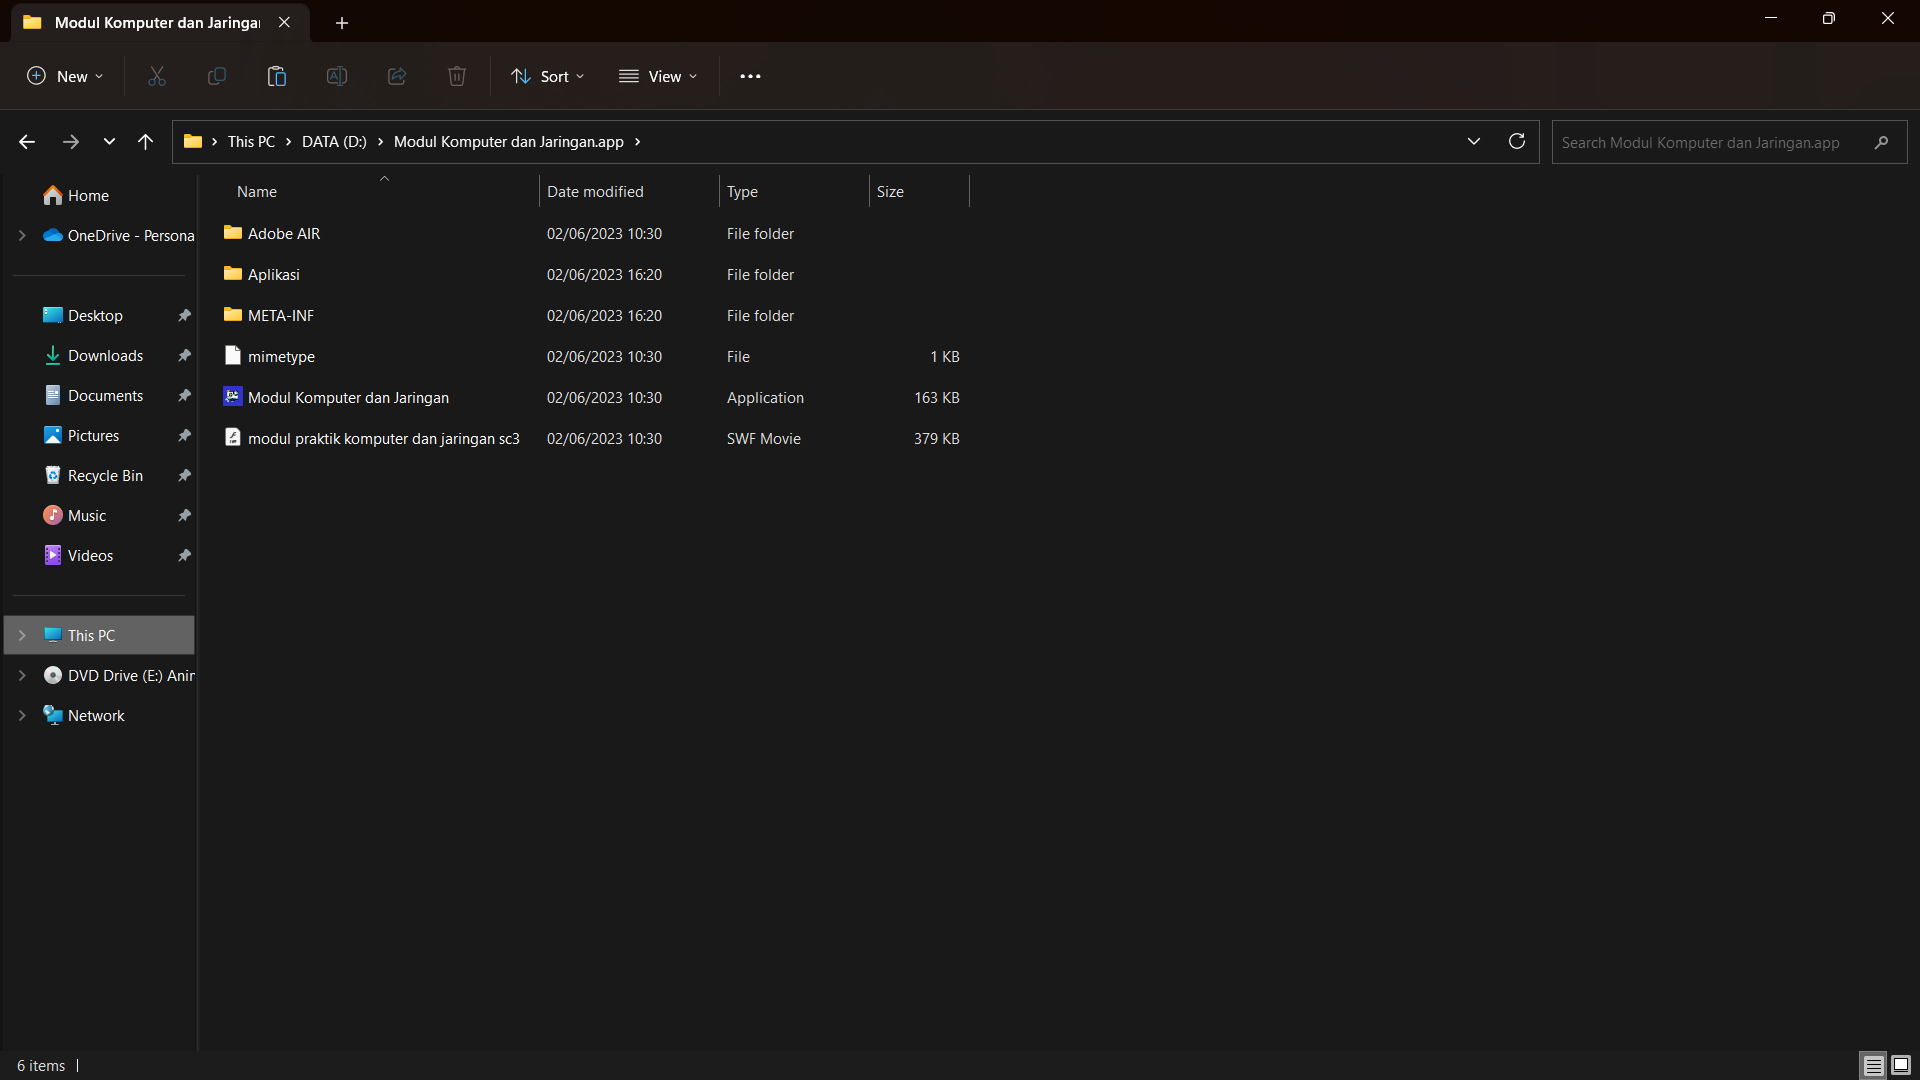 Modul Komputer dan Jaringa
New
Sort
View
This PC
DATA (D:)
Modul Komputer dan Jaringan.app
Search Modul Komputer dan Jaringan.app
Home
OneDrive - Persona
Desktop
Downloads
Documents
Pictures
Recycle Bin
Music
Videos
This PC
DVD Drive (E:) Anir
Network
Name Date modified Type Size
Adobe AIR 02/06/2023 10:30 File folder
Aplikasi 02/06/2023 16:20 File folder
META-INF 02/06/2023 16:20 File folder
mimetype 02/06/2023 10:30 File 1 KB
Modul Komputer dan Jaringan 02/06/2023 10:30 Application 163 KB
modul praktik komputer dan jaringan sc3 02/06/2023 10:30 SWF Movie 379 KB
6 items